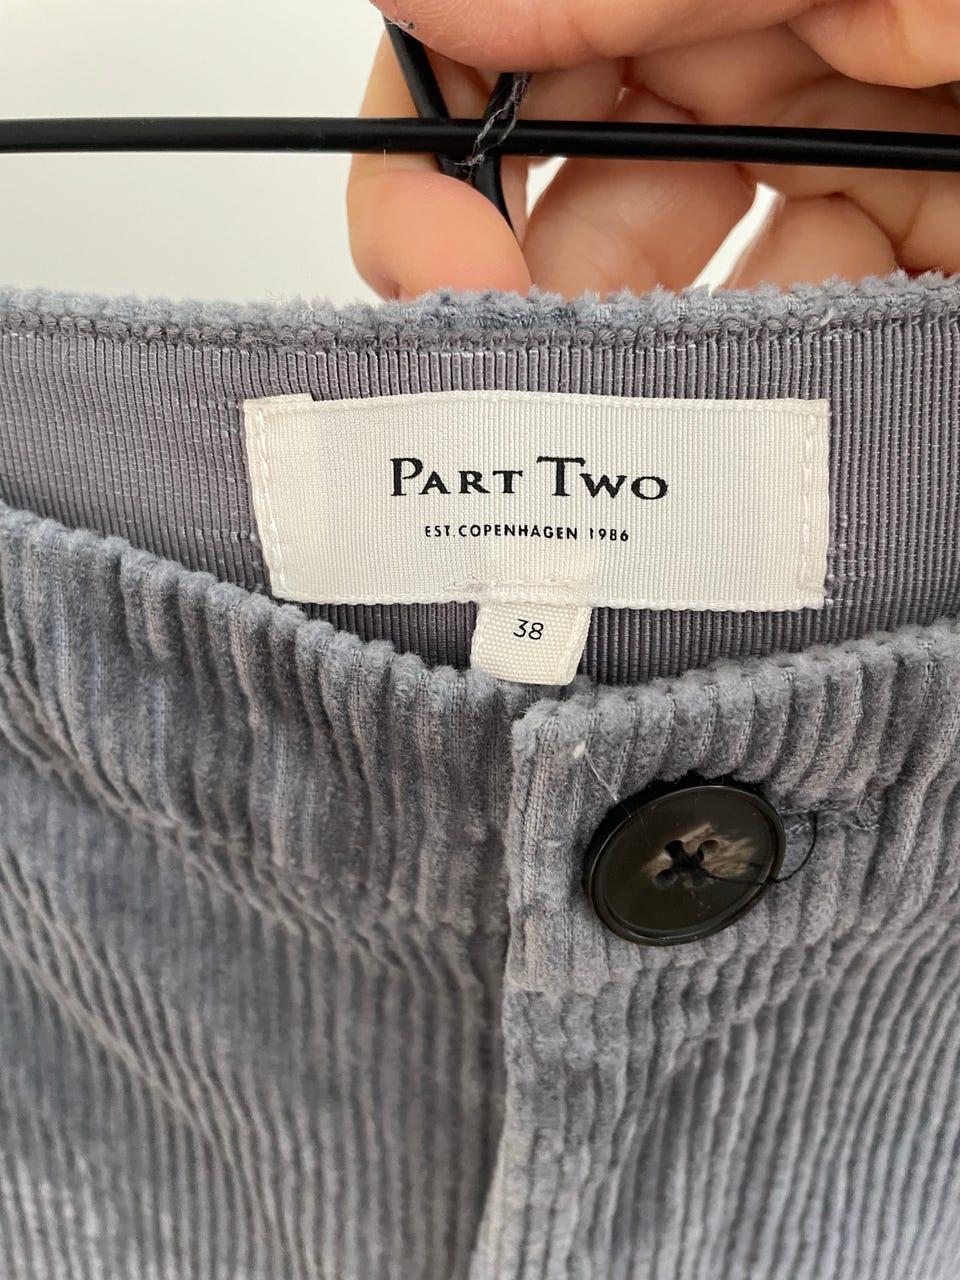 PART TWO
EST. COPENHAGEN 1986
38